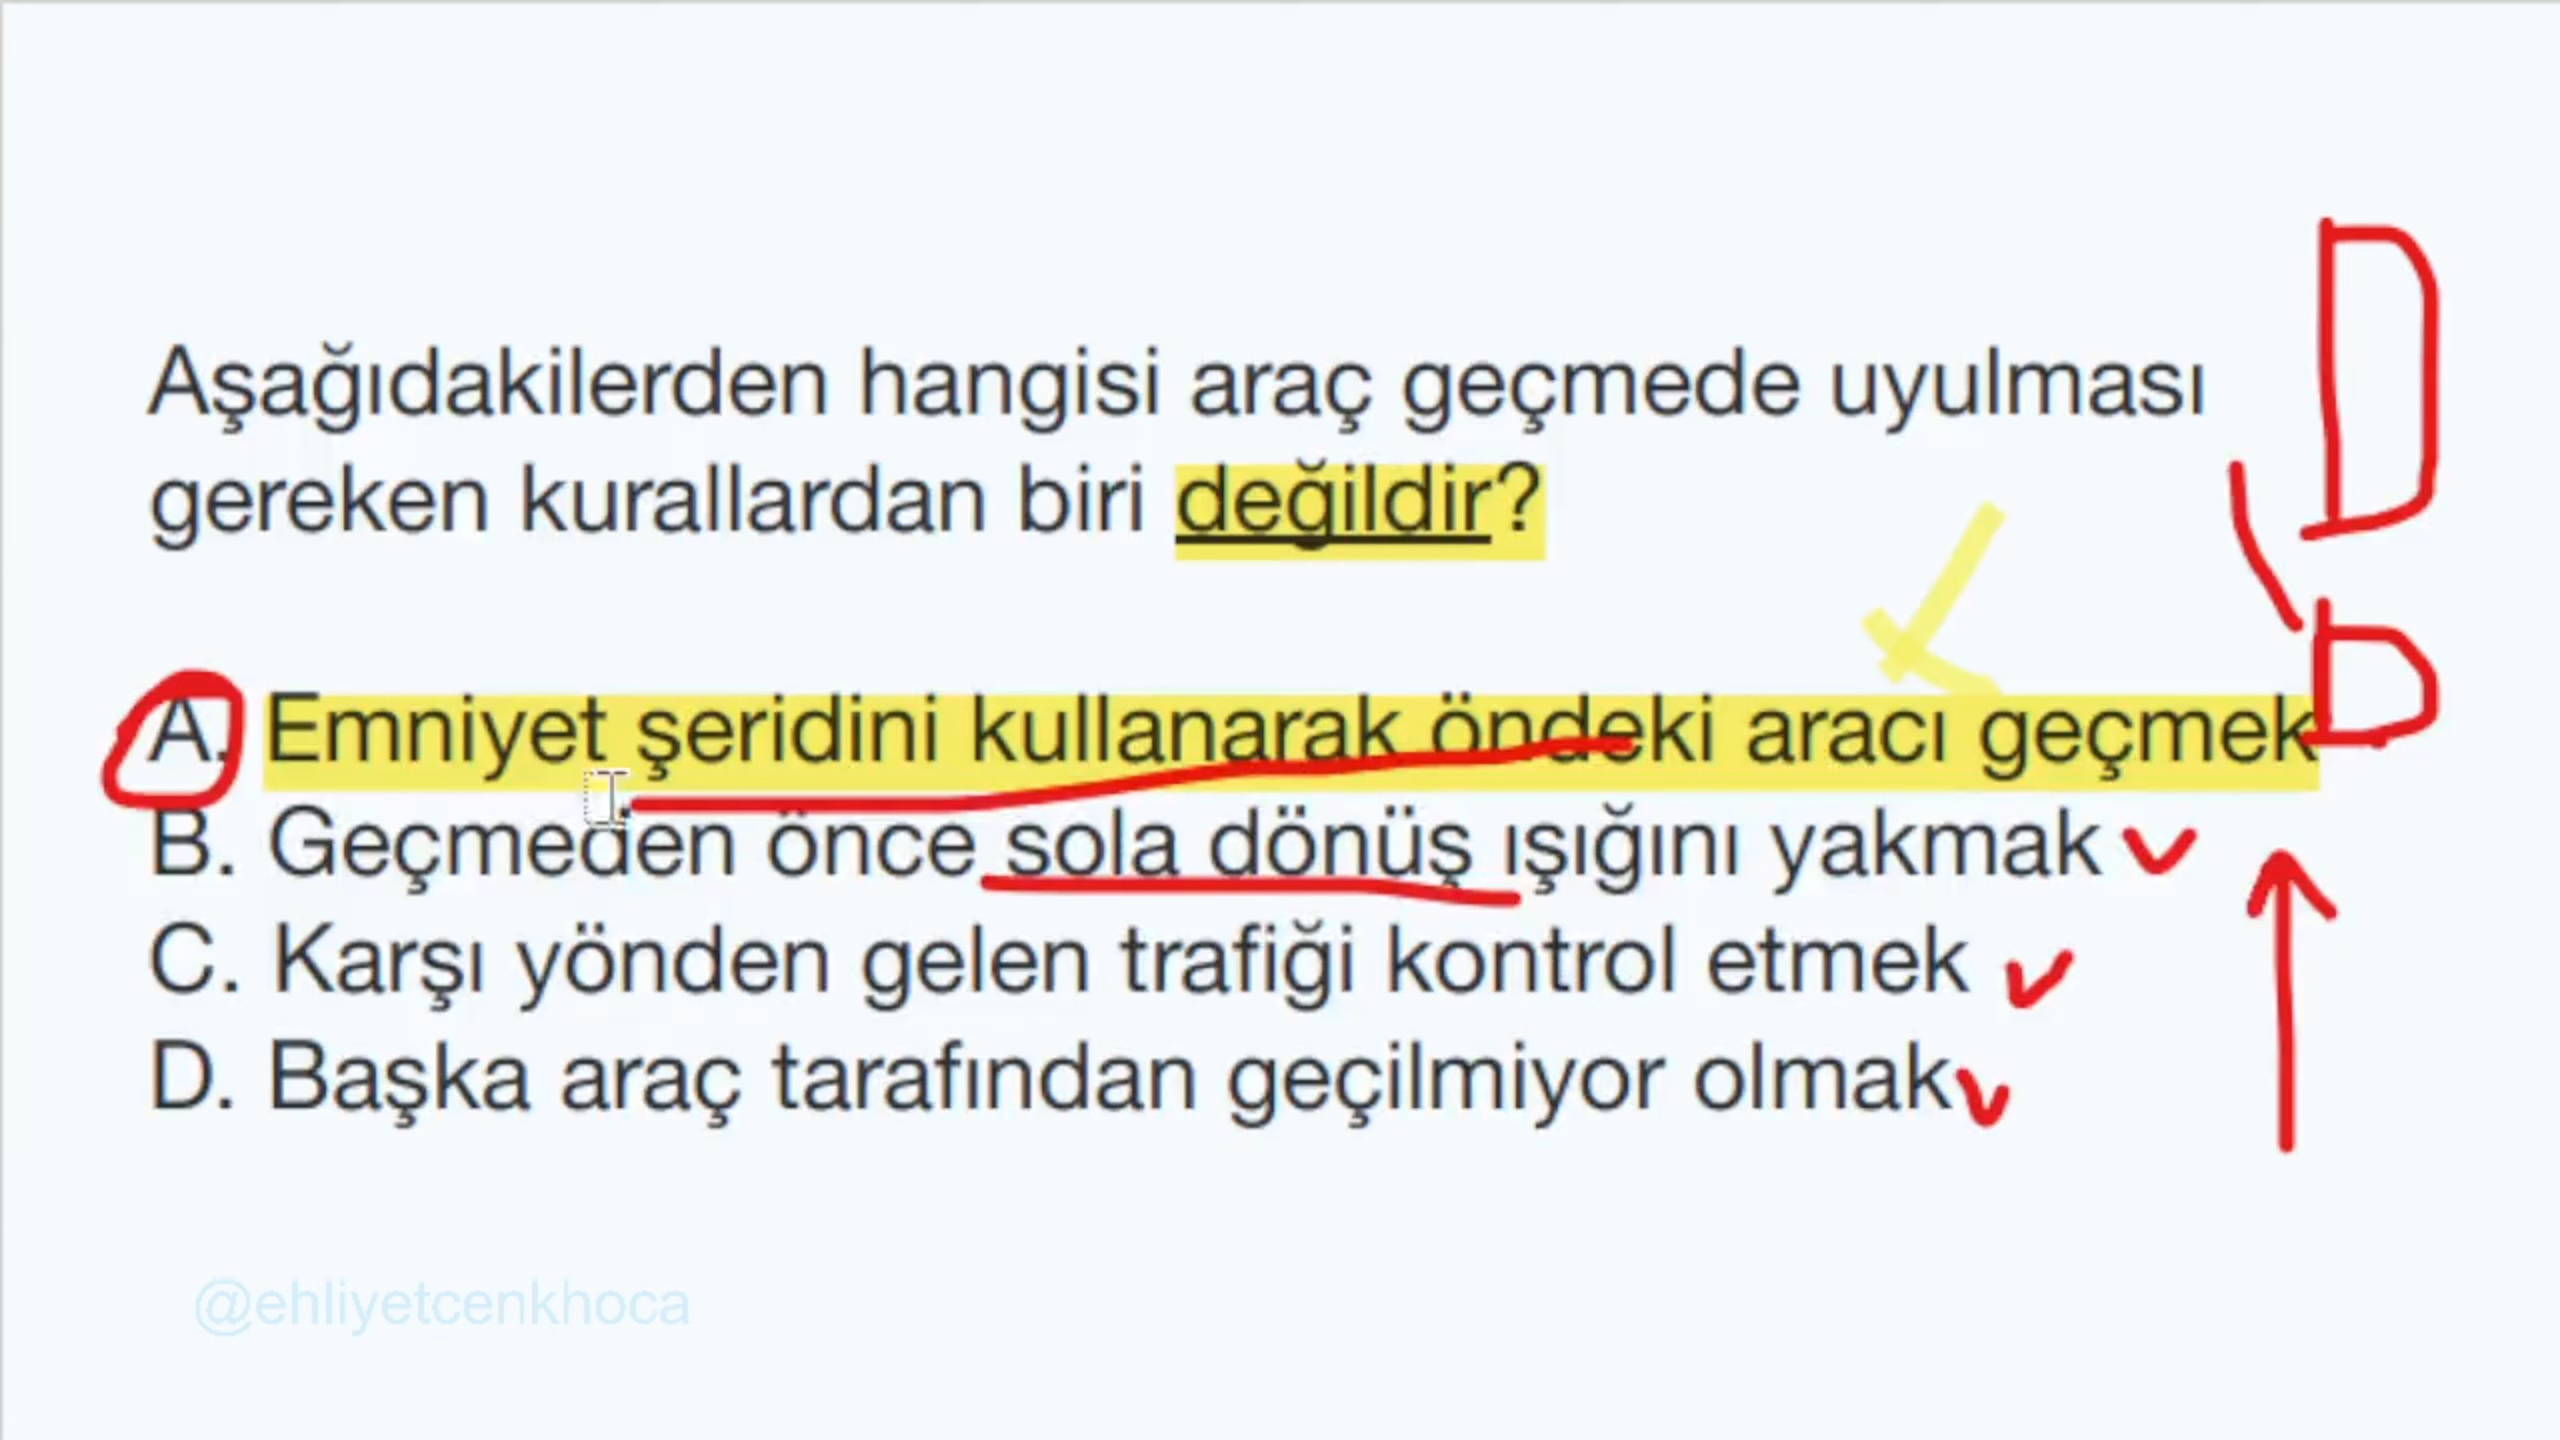 Aşağıdakilerden hangisi araç geçmede uyulması
gereken kurallardan biri değildir?
A. Emniyet şeridini kullanarak öndeki aracı geçmek
B. Geçmeden önce sola dönüş ışığını yakmak
C. Karşı yönden gelen trafiği kontrol etmek
D. Başka araç tarafından geçilmiyor olmak
@ehliyetcenkhoca